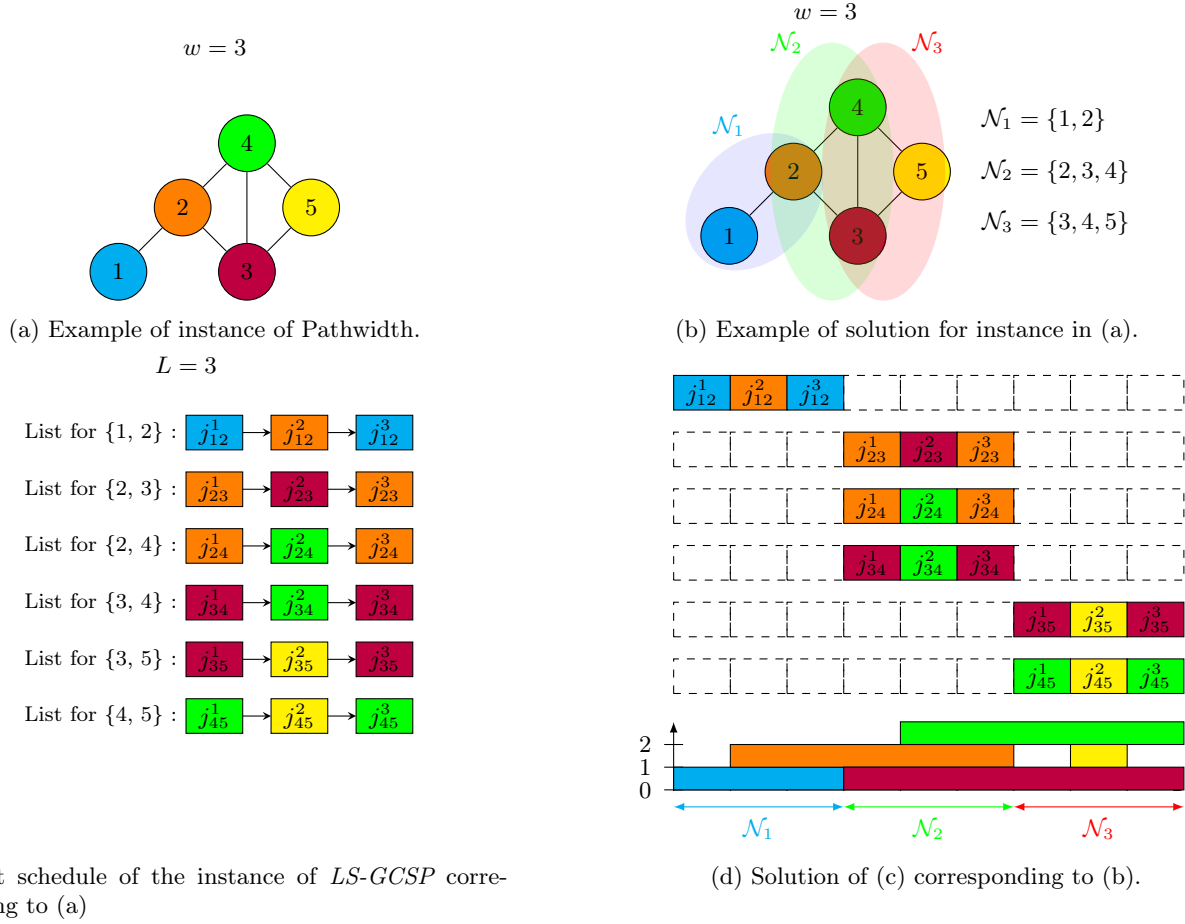 w = 3
4
2
5
1
3
(a) Example of instance of Pathwidth.
w = 3
𝒩₂
𝒩₃
𝒩₁
4
2
5
1
3
𝒩₁ = {1, 2}
𝒩₂ = {2, 3, 4}
𝒩₃ = {3, 4, 5}
(b) Example of solution for instance in (a).
L = 3
List for {1, 2} : j¹₁₂ j²₁₂ j³₁₂
List for {2, 3} : j¹₂₃ j²₂₃ j³₂₃
List for {2, 4} : j¹₂₄ j²₂₄ j³₂₄
List for {3, 4} : j¹₃₄ j²₃₄ j³₃₄
List for {3, 5} : j¹₃₅ j²₃₅ j³₃₅
List for {4, 5} : j¹₄₅ j²₄₅ j³₄₅
t schedule of the instance of LS-GCSP corre-
ng to (a)
j¹₁₂ j²₁₂ j³₁₂
j¹₂₃ j²₂₃ j³₂₃
j¹₂₄ j²₂₄ j³₂₄
j¹₃₄ j²₃₄ j³₃₄
j¹₃₅ j²₃₅ j³₃₅
j¹₄₅ j²₄₅ j³₄₅
2
1
0
𝒩₁ 𝒩₂ 𝒩₃
(d) Solution of (c) corresponding to (b).